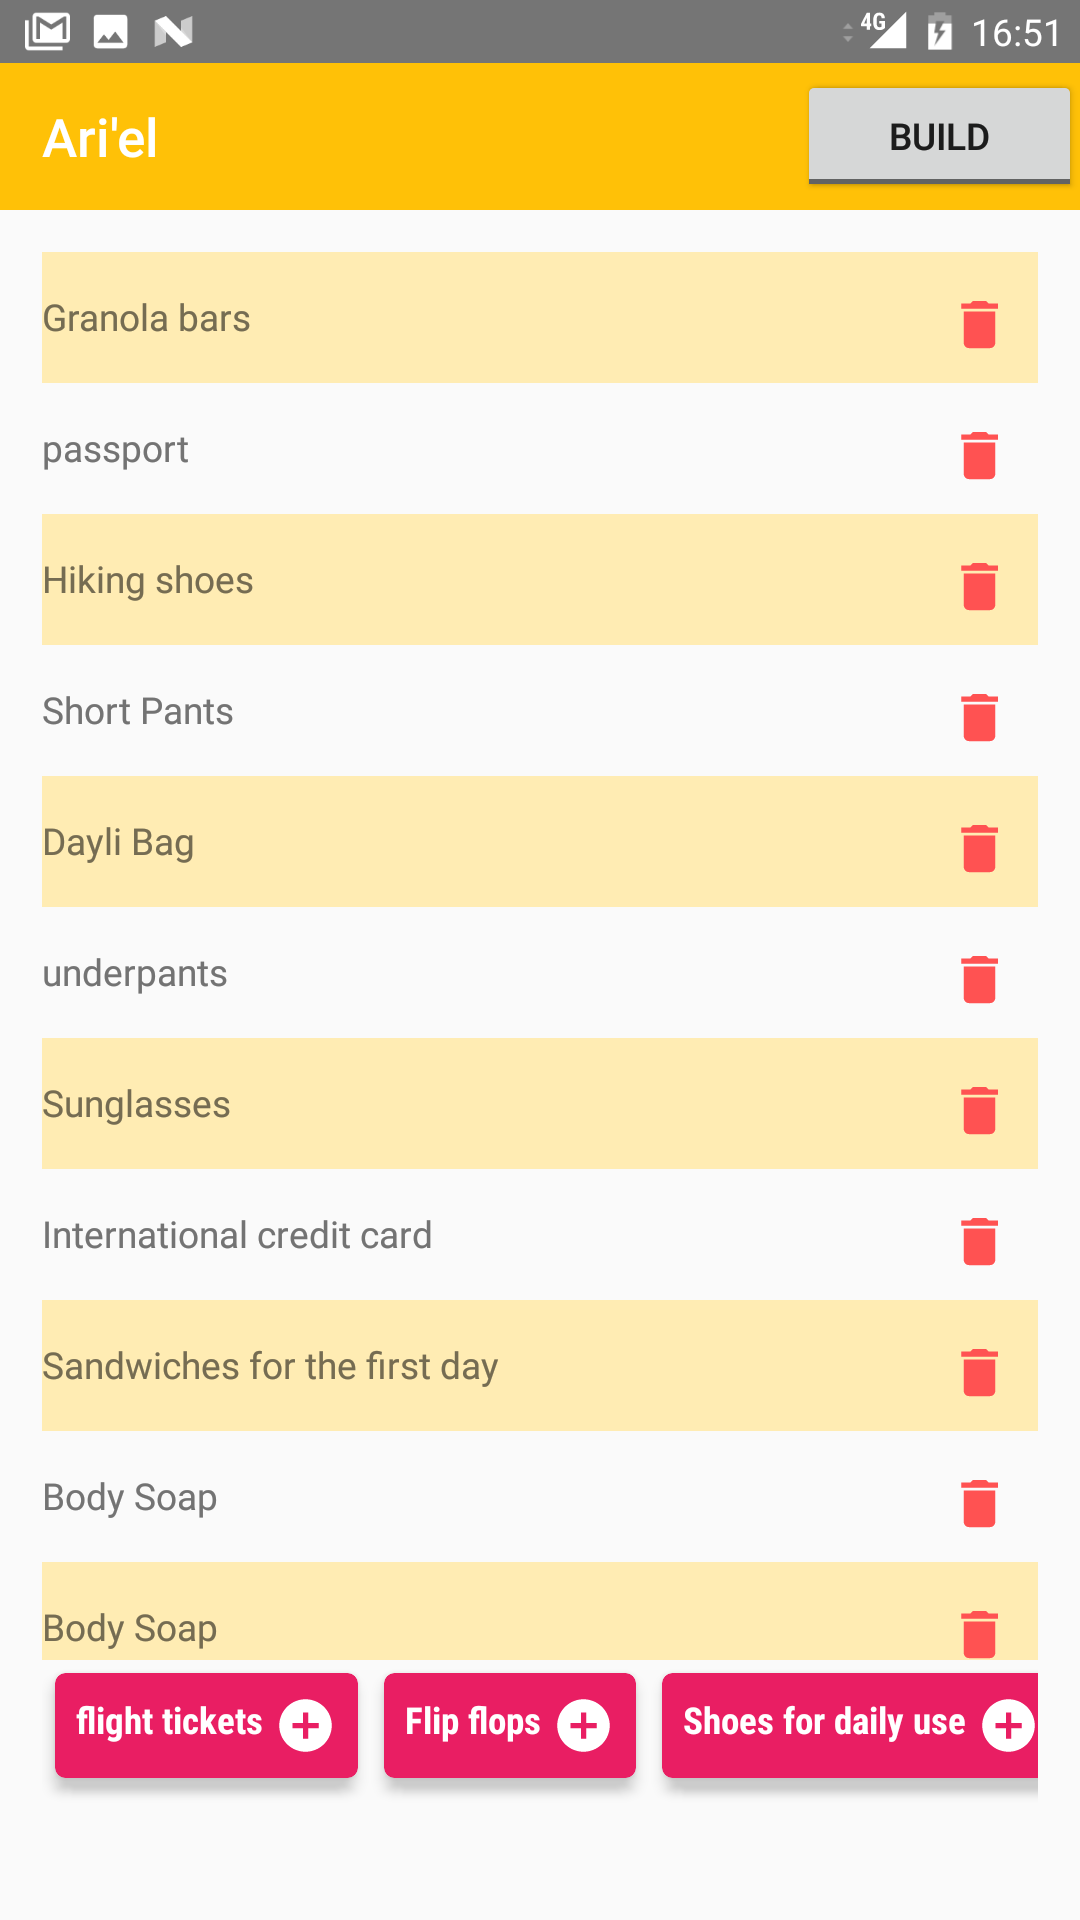 4G 16:51
Ari'el BUILD
Granola bars
passport
Hiking shoes
Short Pants
Dayli Bag
underpants
Sunglasses
International credit card
Sandwiches for the first day
Body Soap
Body Soap
flight tickets Flip flops Shoes for daily use